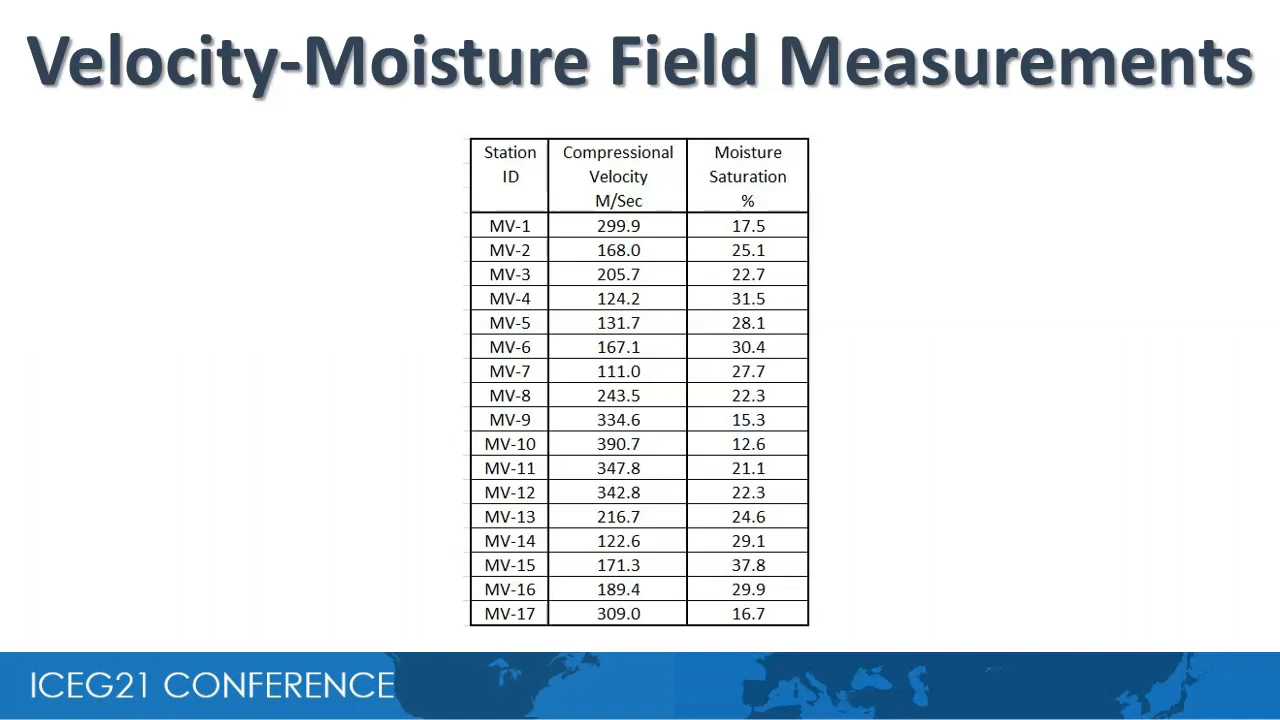 Velocity-Moisture Field Measurements
Station Compressional Moisture
ID Velocity Saturation
M/Sec %
MV-1 299.9 17.5
MV-2 168.0 25.1
MV-3 205.7 22.7
MV-4 124.2 31.5
MV-5 131.7 28.1
MV-6 167.1 30.4
MV-7 111.0 27.7
MV-8 243.5 22.3
MV-9 334.6 15.3
MV-10 390.7 12.6
MV-11 347.8 21.1
MV-12 342.8 22.3
MV-13 216.7 24.6
MV-14 122.6 29.1
MV-15 171.3 37.8
MV-16 189.4 29.9
MV-17 309.0 16.7
ICEG21 CONFERENCE